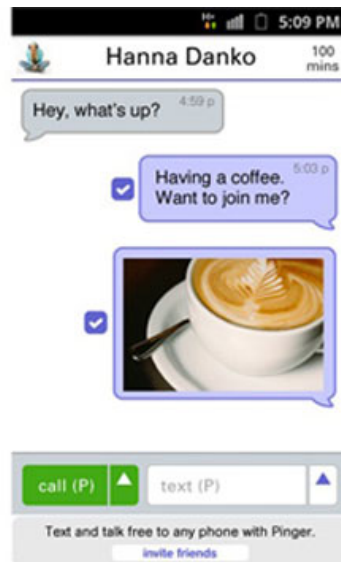 5:09 PM
Hanna Danko
100
mins
Hey, what's up?
4:59 p
5:03 p
Having a coffee.
Want to join me?
call (P)
text (P)
Text and talk free to any phone with Pinger.
invite friends